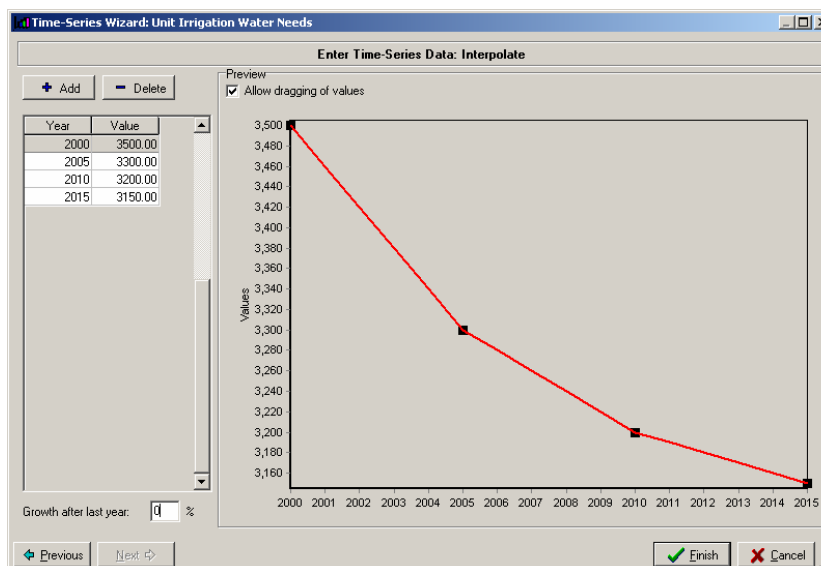 Time-Series Wizard: Unit Irrigation Water Needs
Enter Time-Series Data: Interpolate
Add
Delete
Year Value
2000 3500.00
2005 3300.00
2010 3200.00
2015 3150.00
Growth after last year: 0 %
Preview
Allow dragging of values
Values
3,500
3,480
3,460
3,440
3,420
3,400
3,380
3,360
3,340
3,320
3,300
3,280
3,260
3,240
3,220
3,200
3,180
3,160
2000 2001 2002 2003 2004 2005 2006 2007 2008 2009 2010 2011 2012 2013 2014 2015
Previous
Next
Finish
Cancel